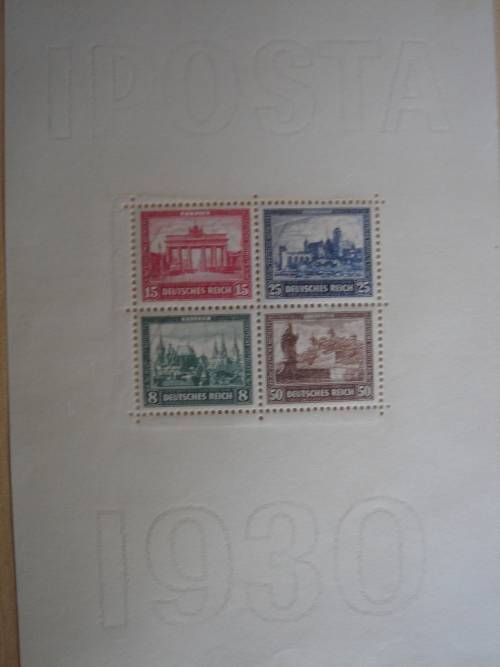 IPOSTA
15 DEUTSCHES REICH 15
25 DEUTSCHES REICH 25
8 DEUTSCHES REICH 8
50 DEUTSCHES REICH 50
1930